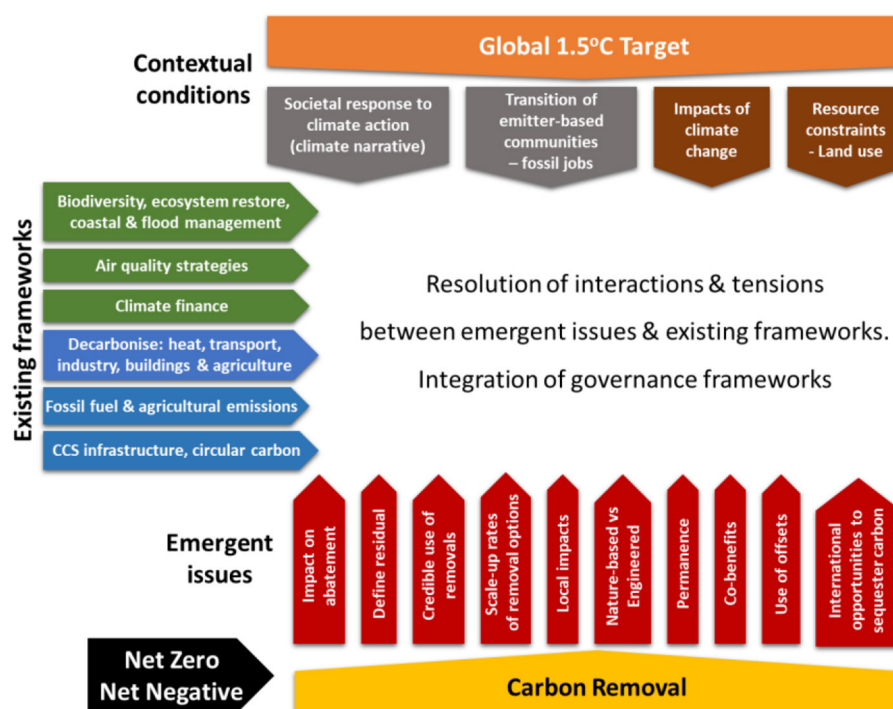 Global 1.5oC Target
Contextual
conditions
Societal response to
climate action
(climate narrative)
Transition of
emitter-based
communities
– fossil jobs
Impacts of
climate
change
Resource
constraints
- Land use
Existing frameworks
Biodiversity, ecosystem restore,
coastal & flood management
Air quality strategies
Climate finance
Decarbonise: heat, transport,
industry, buildings & agriculture
Fossil fuel & agricultural emissions
CCS infrastructure, circular carbon
Resolution of interactions & tensions
between emergent issues & existing frameworks.
Integration of governance frameworks
Emergent
issues
Impact on
abatement
Define residual
Credible use of
removals
Scale-up rates
of removal options
Local impacts
Nature-based vs
Engineered
Permanence
Co-benefits
Use of offsets
International
opportunities to
sequester carbon
Net Zero
Net Negative
Carbon Removal